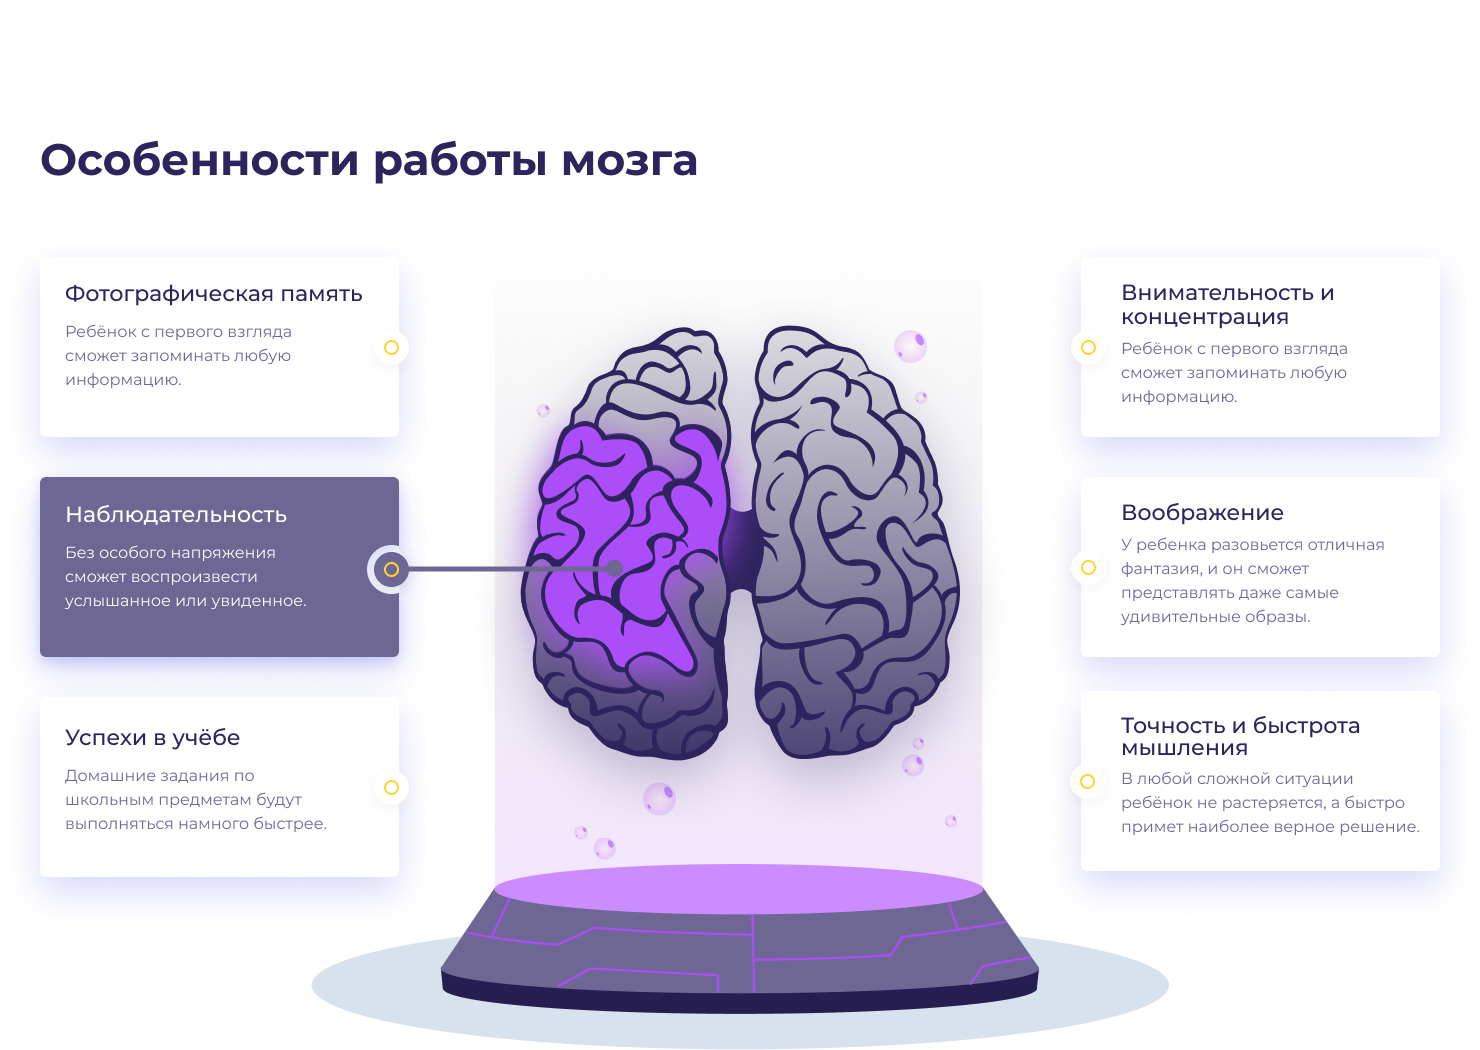 Особенности работы мозга
Фотографическая память
Ребёнок с первого взгляда
сможет запоминать любую
информацию.
Наблюдательность
Без особого напряжения
сможет воспроизвести
услышанное или увиденное.
Успехи в учёбе
Домашние задания по
школьным предметам будут
выполняться намного быстрее.
Внимательность и
концентрация
Ребёнок с первого взгляда
сможет запоминать любую
информацию.
Воображение
У ребенка разовьется отличная
фантазия, и он сможет
представлять даже самые
удивительные образы.
Точность и быстрота
мышления
В любой сложной ситуации
ребёнок не растеряется, а быстро
примет наиболее верное решение.